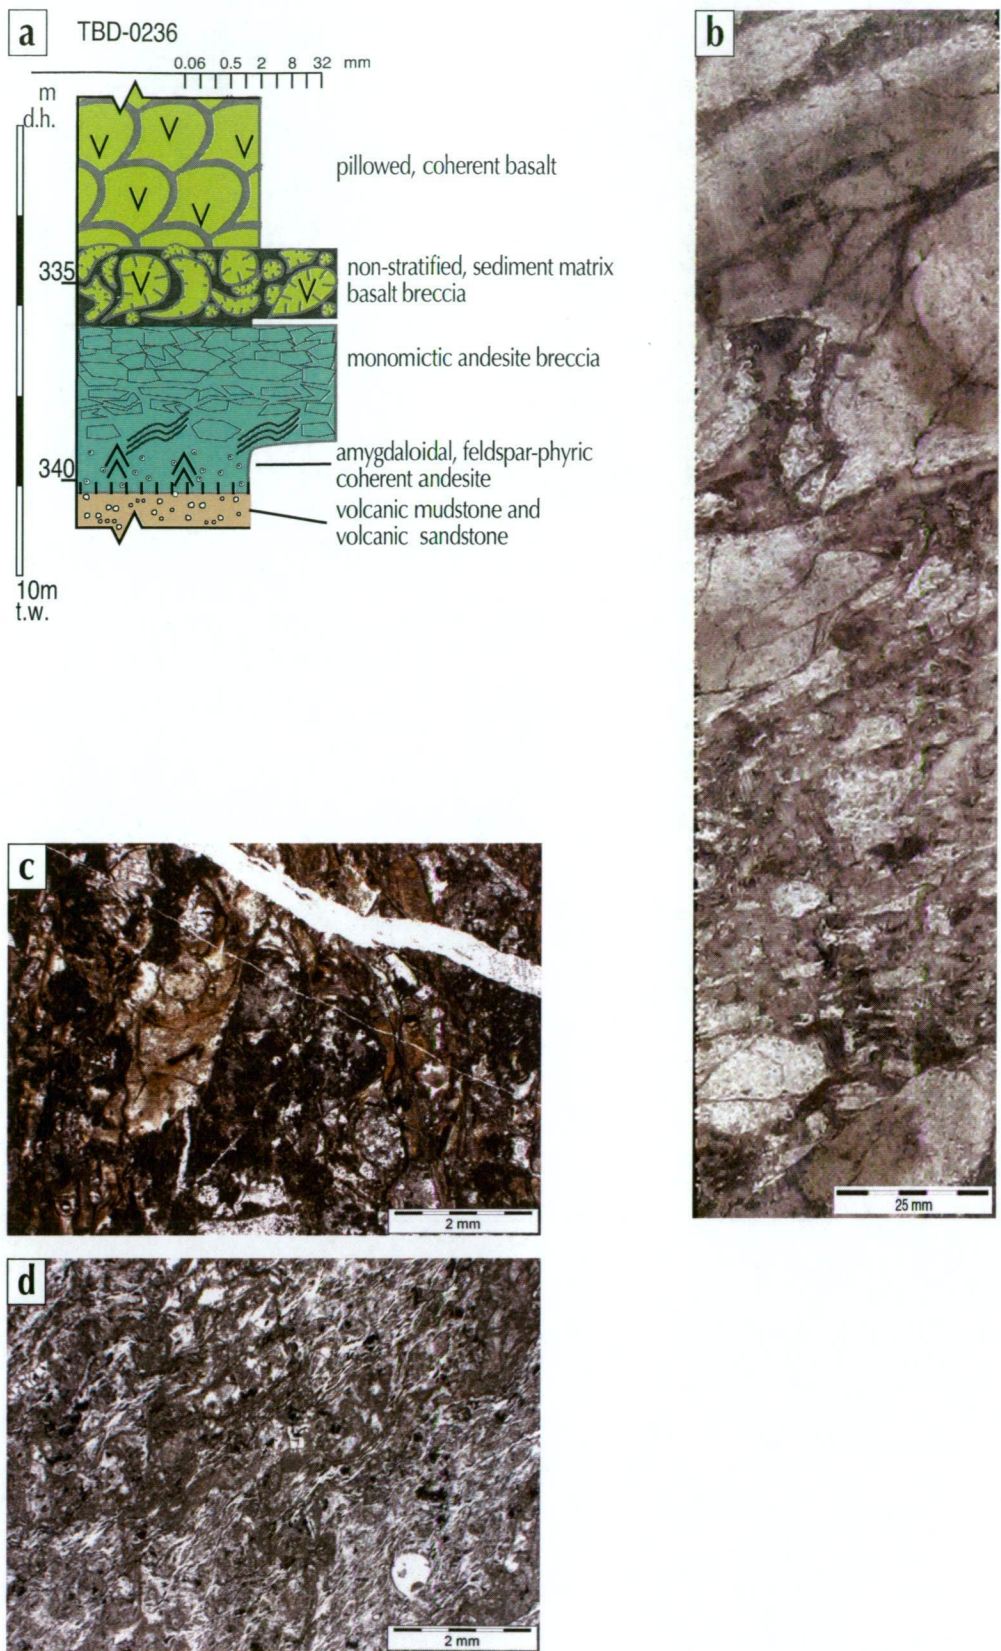 a
TBD-0236
0.06 0.5 2 8 32 mm
m
d.h.
pillowed, coherent basalt
335
non-stratified, sediment matrix
basalt breccia
monomictic andesite breccia
340
amygdaloidal, feldspar-phyric
coherent andesite
volcanic mudstone and
volcanic sandstone
10m
t.w.
b
25 mm
c
2 mm
d
2 mm